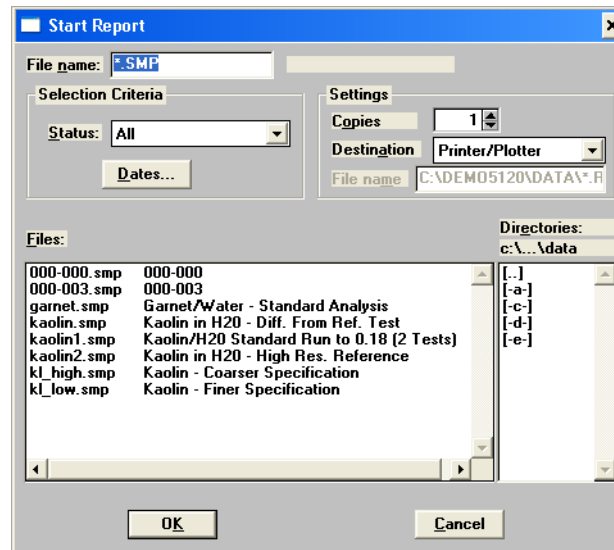 Start Report
File name: *.SMP
Selection Criteria
Status: All
Dates...
Settings
Copies 1
Destination Printer/Plotter
File name C:\DEMO5120\DATA\*.R
Files:
000-000.smp 000-000
000-003.smp 000-003
garnet.smp Garnet/Water - Standard Analysis
kaolin.smp Kaolin in H20 - Diff. From Ref. Test
kaolin1.smp Kaolin/H20 Standard Run to 0.18 (2 Tests)
kaolin2.smp Kaolin in H20 - High Res. Reference
kl_high.smp Kaolin - Coarser Specification
kl_low.smp Kaolin - Finer Specification
Directories:
c:\...\data
[..]
[-a-]
[-c-]
[-d-]
[-e-]
OK
Cancel